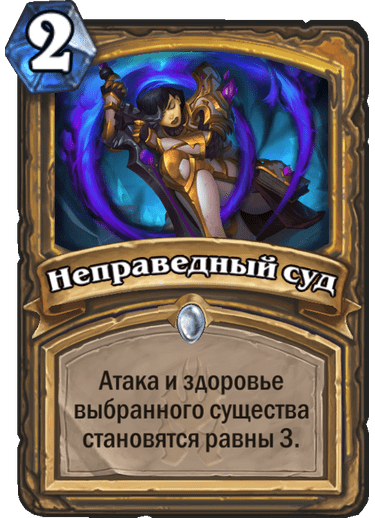 2
Неправедный суд
Атака и здоровье
выбранного существа
становятся равны 3.